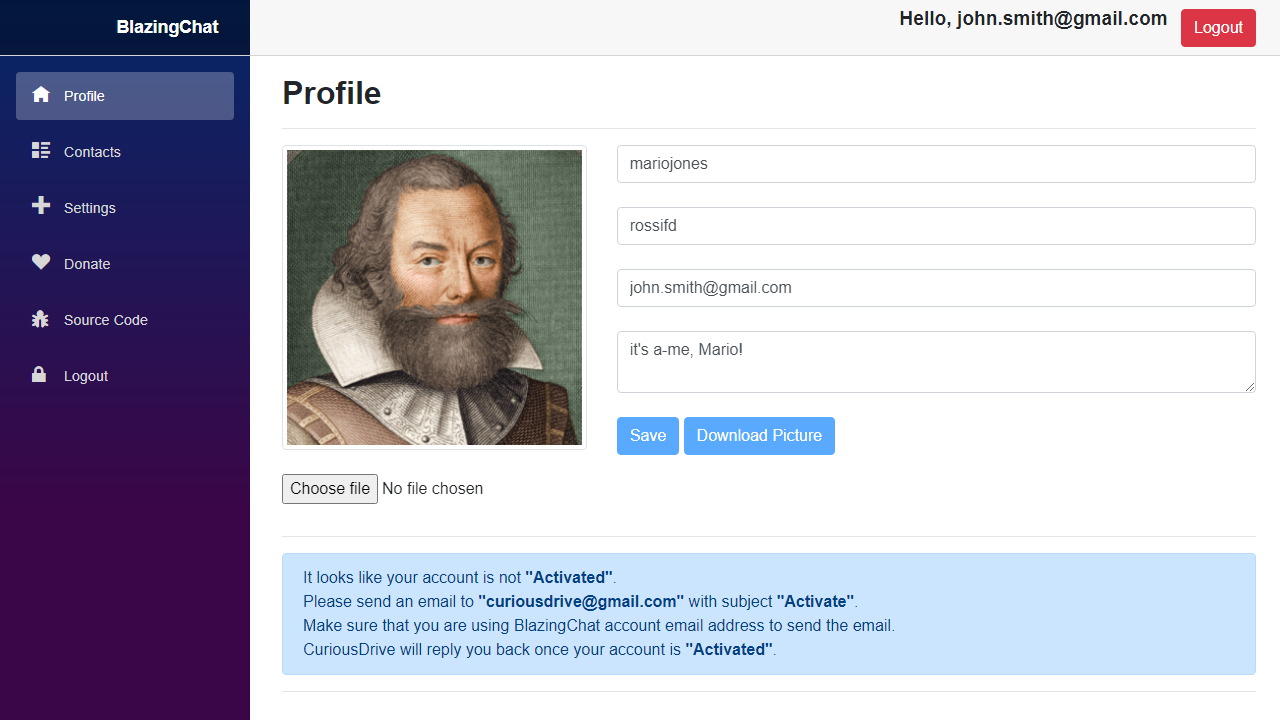 BlazingChat
Hello, john.smith@gmail.com
Logout
Profile
Contacts
Settings
Donate
Source Code
Logout
Profile
mariojones
rossifd
john.smith@gmail.com
it's a-me, Mario!
Save
Download Picture
Choose file No file chosen
It looks like your account is not "Activated".
Please send an email to "curiousdrive@gmail.com" with subject "Activate".
Make sure that you are using BlazingChat account email address to send the email.
CuriousDrive will reply you back once your account is "Activated".